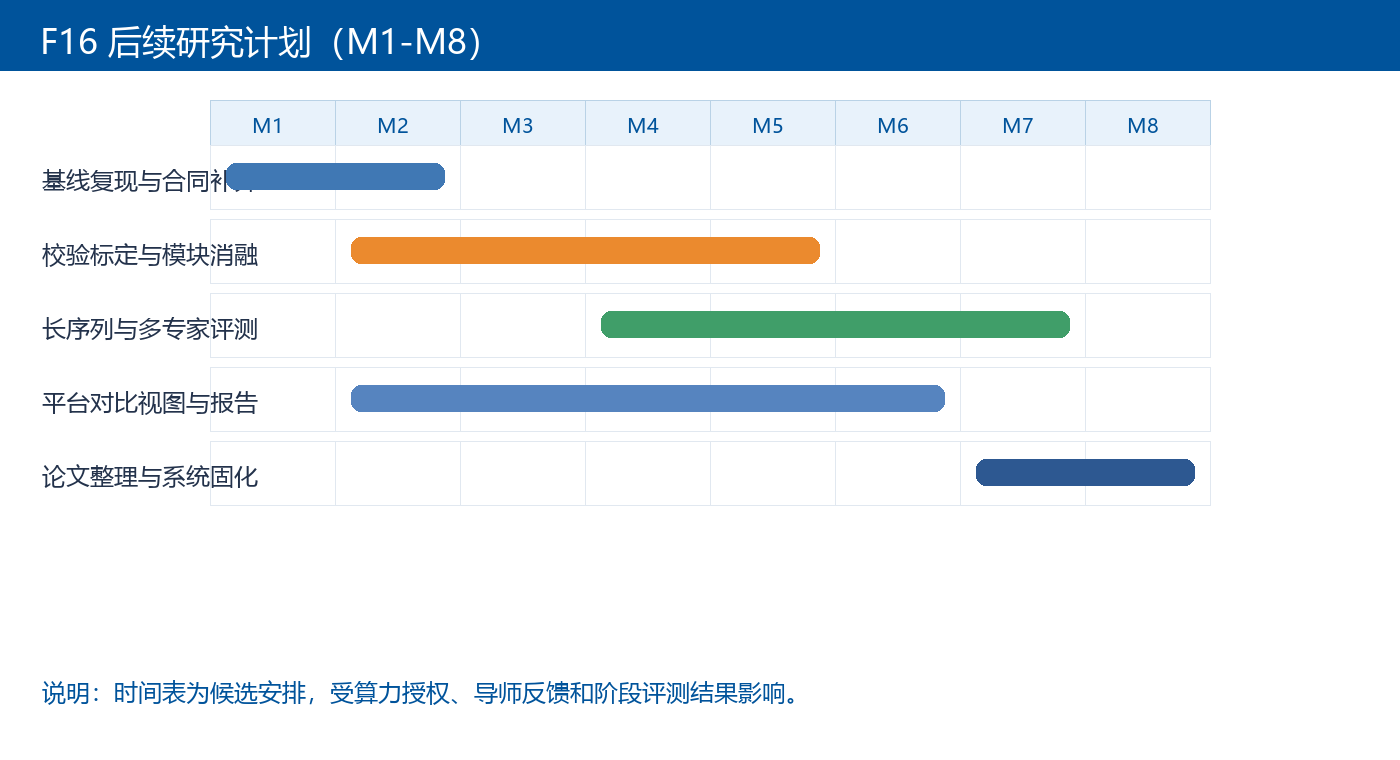 F16 后续研究计划（M1-M8）
M1 M2 M3 M4 M5 M6 M7 M8
基线复现与合同补
校验标定与模块消融
长序列与多专家评测
平台对比视图与报告
论文整理与系统固化
说明：时间表为候选安排，受算力授权、导师反馈和阶段评测结果影响。